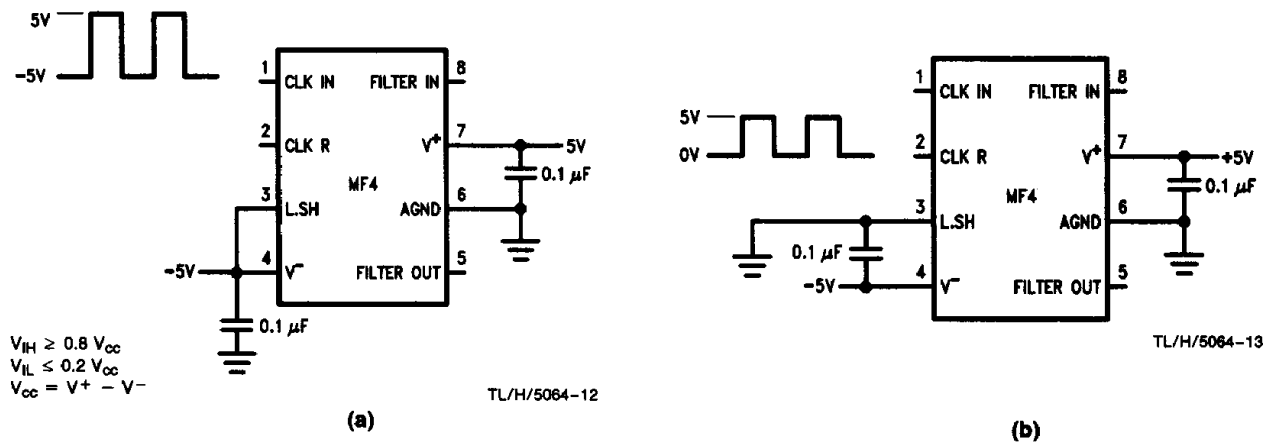 5V
-5V
1 CLK IN FILTER IN 8
2 CLK R V+ 7 5V
0.1 μF
MF4
3 L.SH AGND 6
-5V 4 V- FILTER OUT 5
0.1 μF
VIH ≥ 0.8 Vcc
VIL ≤ 0.2 Vcc
Vcc = V+ − V−
TL/H/5064-12
(a)
5V
0V
1 CLK IN FILTER IN 8
2 CLK R V+ 7 +5V
0.1 μF
MF4
3 L.SH AGND 6
0.1 μF
-5V 4 V- FILTER OUT 5
TL/H/5064-13
(b)